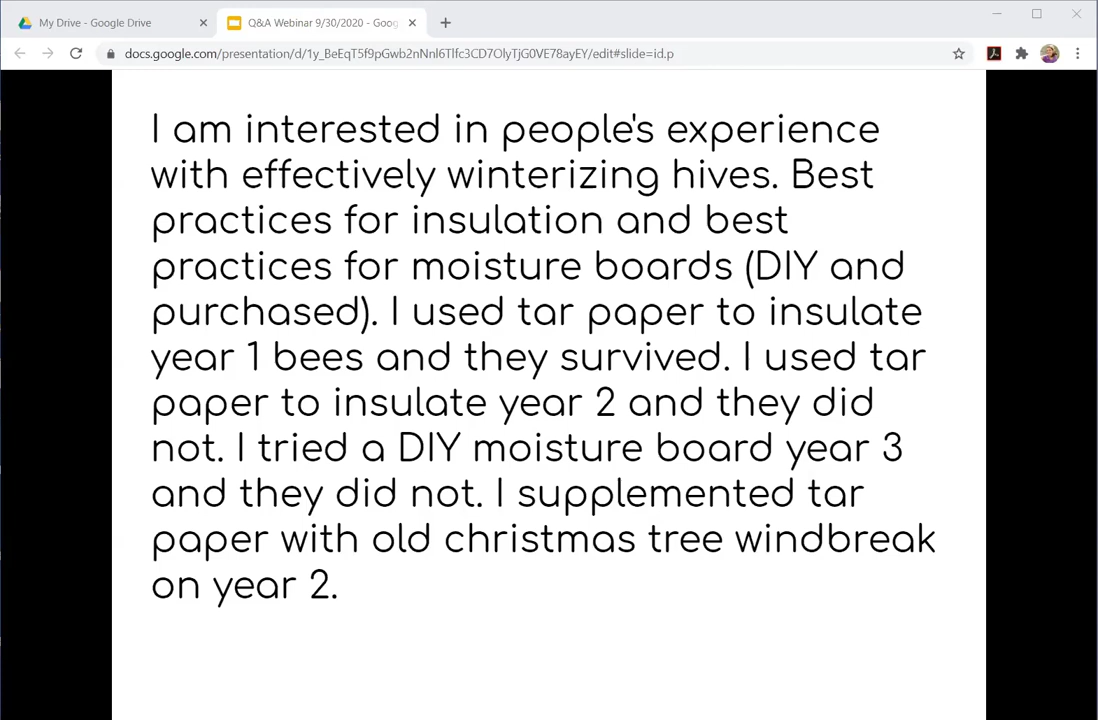 My Drive - Google Drive
Q&A Webinar 9/30/2020 - Goog
docs.google.com/presentation/d/1y_BeEqT5f9pGwb2nNnl6Tlfc3CD7OlyTjG0VE78ayEY/edit#slide=id.p
I am interested in people's experience
with effectively winterizing hives. Best
practices for insulation and best
practices for moisture boards (DIY and
purchased). I used tar paper to insulate
year 1 bees and they survived. I used tar
paper to insulate year 2 and they did
not. I tried a DIY moisture board year 3
and they did not. I supplemented tar
paper with old christmas tree windbreak
on year 2.